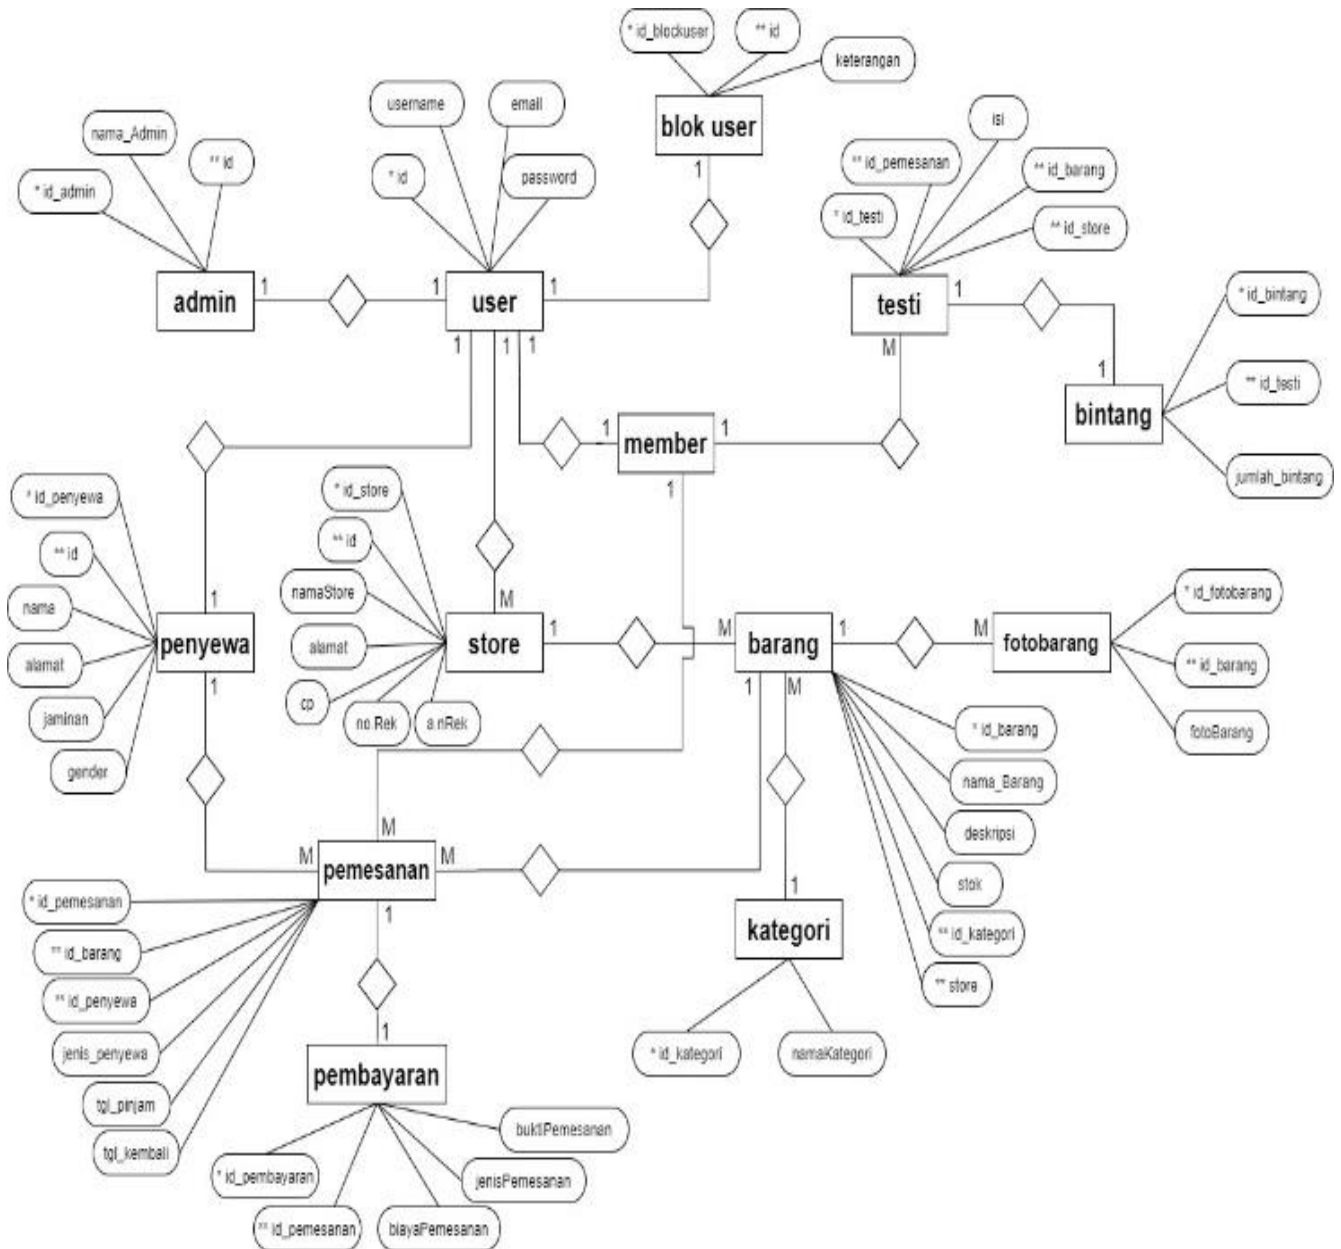 * id_blockuser
** id
keterangan
blok user
username
email
* id
password
nama_Admin
** id
* id_admin
isi
** id_pemesanan
** id_barang
* id_testi
** id_store
1
admin
1
1
user
1
1
1
1
1
testi
1
M
* id_bintang
** id_testi
jumlah_bintang
1
bintang
1
member
1
1
* id_penyewa
** id
nama
alamat
jaminan
gender
* id_store
** id
namaStore
alamat
cp
no.Rek
a.nRek
1
penyewa
1
M
store
1
M
barang
1
1
M
M
fotobarang
* id_fotobarang
** id_barang
fotoBarang
* id_barang
nama_Barang
deskripsi
stok
** id_kategori
** store
M
M
pemesanan
M
1
1
kategori
* id_kategori
namaKategori
* id_pemesanan
** id_barang
** id_penyewa
jenis_penyewa
tgl_pinjam
tgl_kembali
1
pembayaran
buktiPemesanan
* id_pembayaran
jenisPemesanan
** id_pemesanan
biayaPemesanan